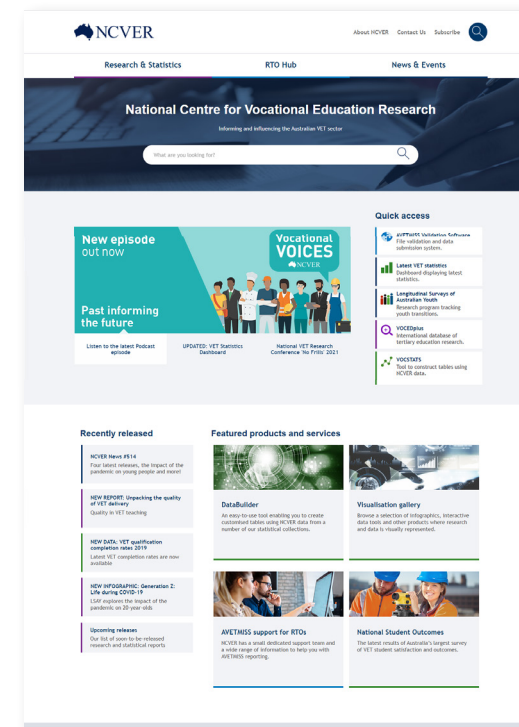 NCVER
About NCVER Contact Us Subscribe
Research & Statistics RTO Hub News & Events
National Centre for Vocational Education Research
Informing and influencing the Australian VET sector
What are you looking for?
Quick access
New episode
out now
Vocational
VOICES
NCVER
Past informing
the future
Listen to the latest Podcast
episode
UPDATED: VET Statistics
Dashboard
National VET Research
Conference 'No Frills' 2021
AVETMISS Validation Software
File validation and data
submission system.
Latest VET statistics
Dashboard displaying latest
statistics.
Longitudinal Surveys of
Australian Youth
Research program tracking
youth transitions.
VOCEDplus
International database of
tertiary education research.
VOCSTATS
Tool to construct tables using
NCVER data.
Recently released
NCVER News #514
Four latest releases, the impact of the
pandemic on young people and more!
NEW REPORT: Unpacking the quality
of VET delivery
Quality in VET teaching
NEW DATA: VET qualification
completion rates 2019
Latest VET completion rates are now
available
NEW INFOGRAPHIC: Generation Z:
Life during COVID-19
LSAY explores the impact of the
pandemic on 20-year-olds
Upcoming releases
Our list of soon-to-be-released
research and statistical reports
Featured products and services
DataBuilder
An easy-to-use tool enabling you to create
customised tables using NCVER data from a
number of our statistical collections.
Visualisation gallery
Browse a selection of infographics, interactive
data tools and other products where research
and data is visually represented.
AVETMISS support for RTOs
NCVER has a small dedicated support team and
a wide range of information to help you with
AVETMISS reporting.
National Student Outcomes
The latest results of Australia's largest survey
of VET student satisfaction and outcomes.